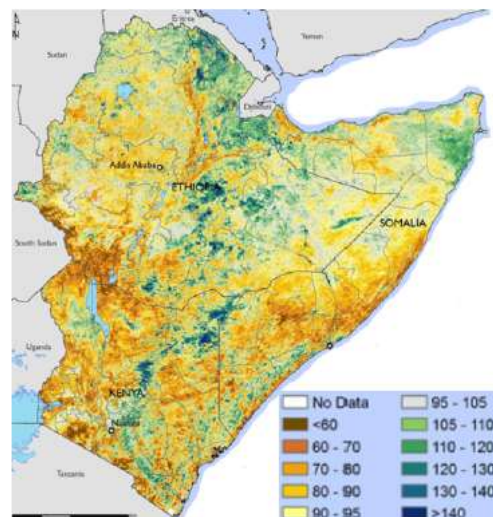 Eritrea
Yemen
Sudan
Djibouti
Addis Ababa
ETHIOPIA
SOMALIA
South Sudan
Uganda
KENYA
Nairobi
Tanzania
No Data
<60
60 - 70
70 - 80
80 - 90
90 - 95
95 - 105
105 - 110
110 - 120
120 - 130
130 - 140
>140